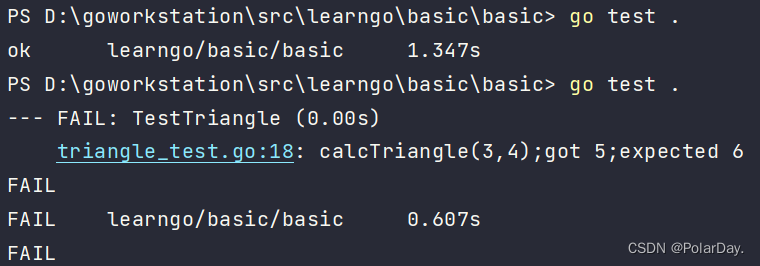 PS D:\goworkstation\src\learngo\basic\basic> go test .
ok      learngo/basic/basic     1.347s
PS D:\goworkstation\src\learngo\basic\basic> go test .
--- FAIL: TestTriangle (0.00s)
    triangle_test.go:18: calcTriangle(3,4);got 5;expected 6
FAIL
FAIL    learngo/basic/basic     0.607s
FAIL
CSDN @PolarDay.